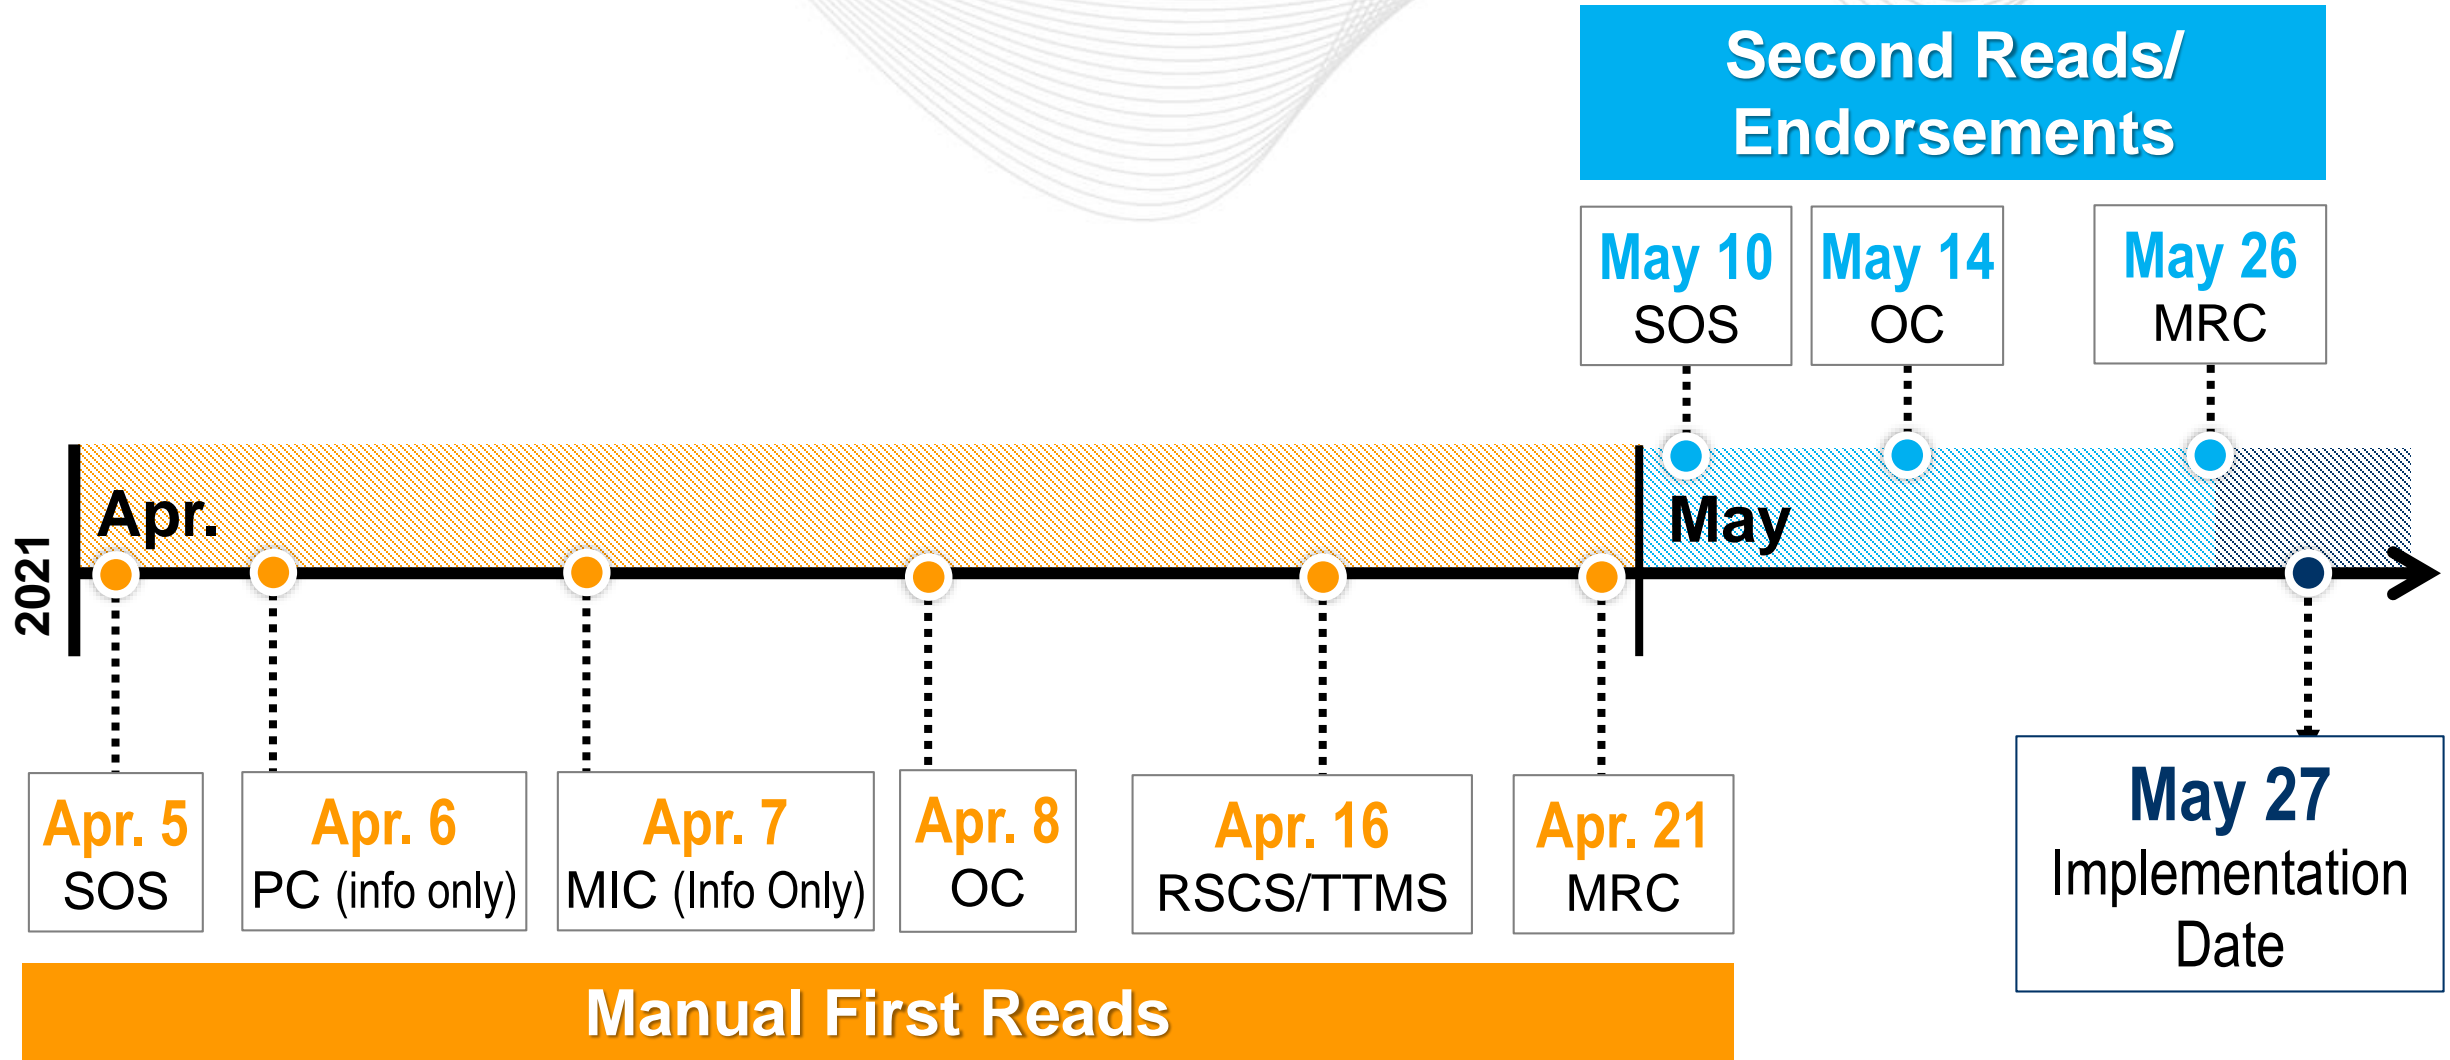 Second Reads/
Endorsements
May 10
SOS
May 14
OC
May 26
MRC
2021
Apr.
May
Apr. 5
SOS
Apr. 6
PC (info only)
Apr. 7
MIC (Info Only)
Apr. 8
OC
Apr. 16
RSCS/TTMS
Apr. 21
MRC
May 27
Implementation
Date
Manual First Reads